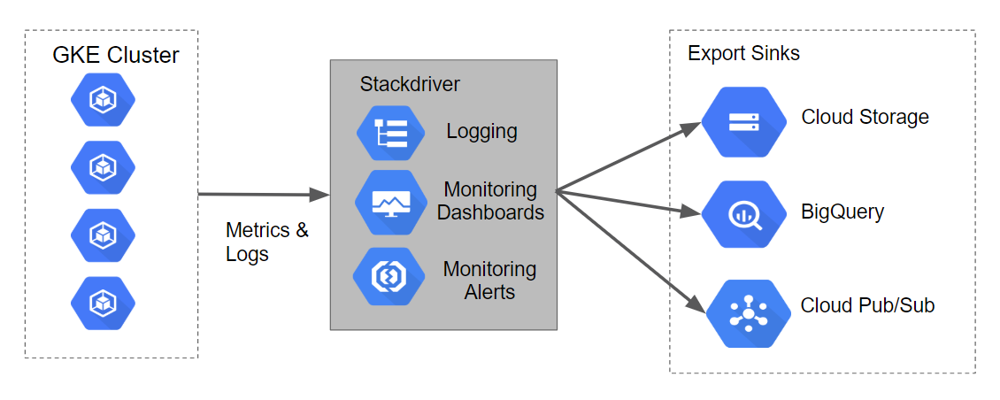 GKE Cluster
Metrics &
Logs
Stackdriver
Logging
Monitoring
Dashboards
Monitoring
Alerts
Export Sinks
Cloud Storage
BigQuery
Cloud Pub/Sub